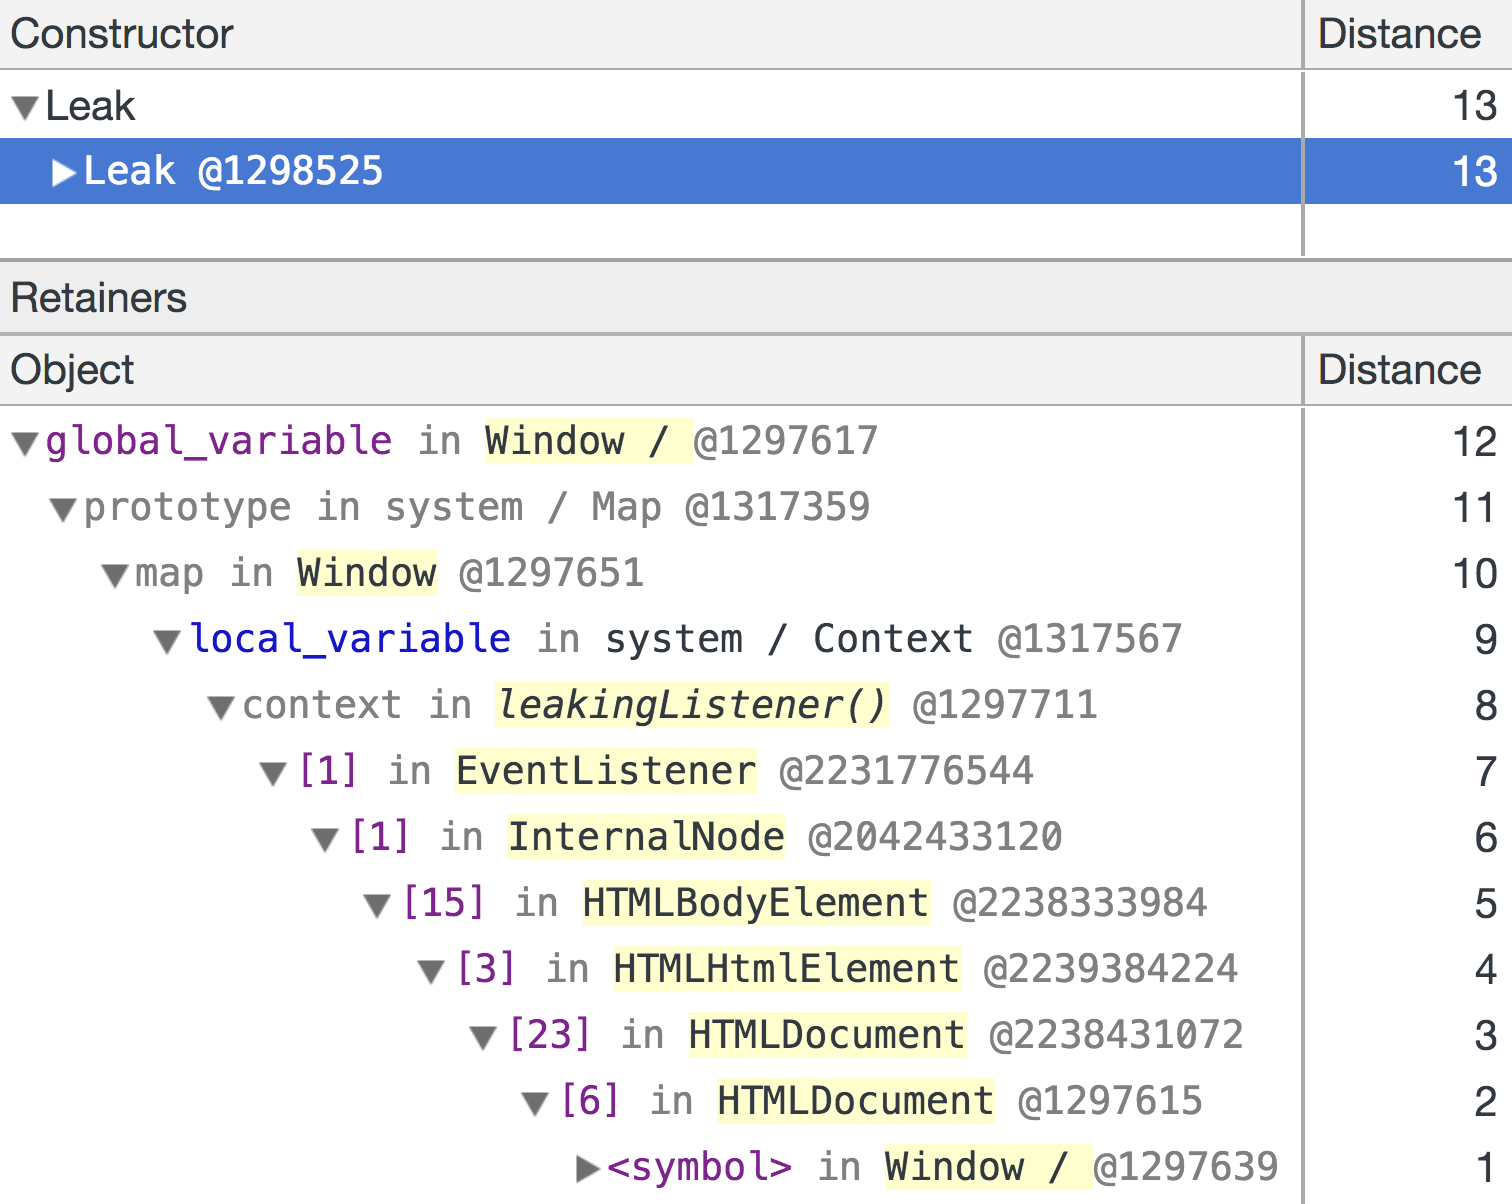 Constructor Distance
Leak 13
Leak @1298525 13
Retainers
Object Distance
global_variable in Window / @1297617 12
prototype in system / Map @1317359 11
map in Window @1297651 10
local_variable in system / Context @1317567 9
context in leakingListener() @1297711 8
[1] in EventListener @2231776544 7
[1] in InternalNode @2042433120 6
[15] in HTMLBodyElement @2238333984 5
[3] in HTMLHtmlElement @2239384224 4
[23] in HTMLDocument @2238431072 3
[6] in HTMLDocument @1297615 2
<symbol> in Window / @1297639 1